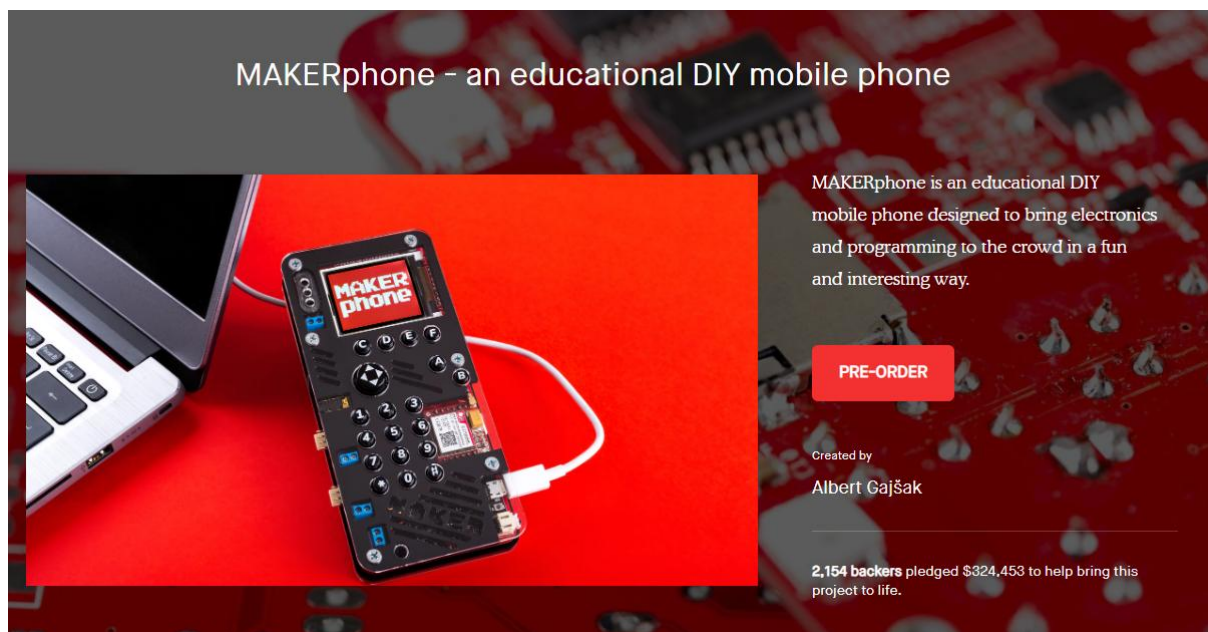 MAKERphone - an educational DIY mobile phone
MAKERphone is an educational DIY
mobile phone designed to bring electronics
and programming to the crowd in a fun
and interesting way.
PRE-ORDER
Created by
Albert Gajšak
2,154 backers pledged $324,453 to help bring this
project to life.
MAKER
phone
C D E F
A
B
1 2 3
4 5 6
7 8 9
* 0 #
MAKER